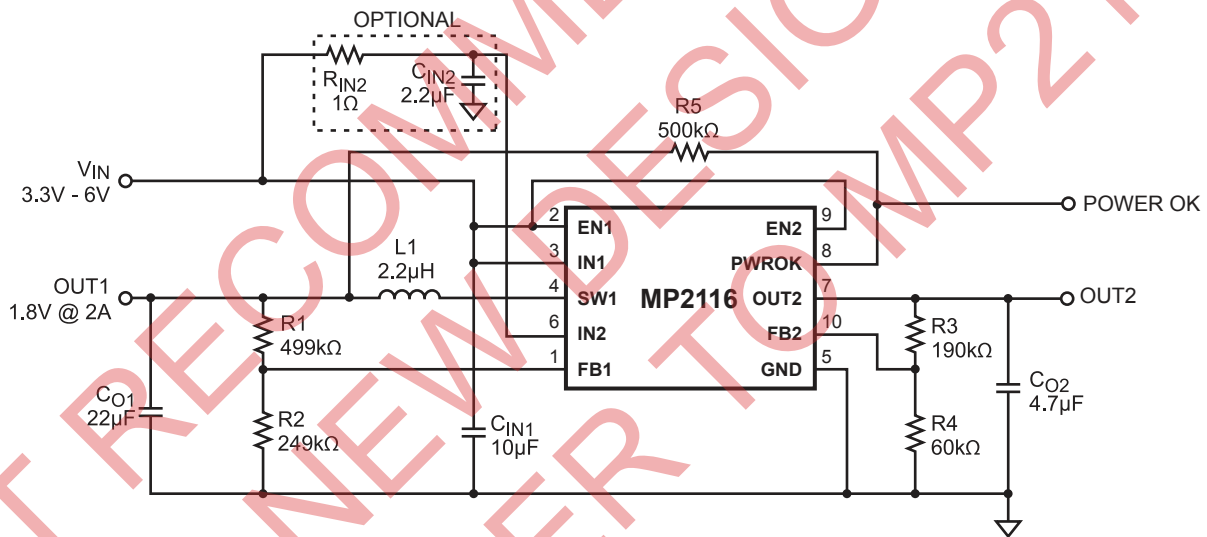 OPTIONAL
RIN2
1Ω
CIN2
2.2µF
R5
500kΩ
VIN
3.3V - 6V
POWER OK
2 EN1
EN2 9
3 IN1
PWROK 8
L1
2.2µH
4 SW1
MP2116
OUT2 7
OUT1
1.8V @ 2A
OUT2
6 IN2
FB2 10
1 FB1
GND 5
R1
499kΩ
R3
190kΩ
CO1
22µF
R2
249kΩ
CIN1
10µF
R4
60kΩ
CO2
4.7µF
NEW
TO